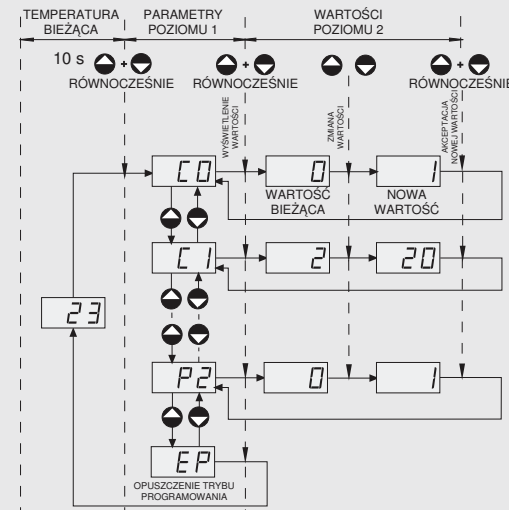 TEMPERATURA
BIEŻĄCA
PARAMETRY
POZIOMU 1
WARTOŚCI
POZIOMU 2
10 s
+
RÓWNOCZEŚNIE
+
RÓWNOCZEŚNIE
+
RÓWNOCZEŚNIE
WYŚWIETLENIE
WARTOŚCI
ZMIANA
WARTOŚCI
AKCEPTACJA
NOWEJ WARTOŚCI
C0
0
1
WARTOŚĆ
BIEŻĄCA
NOWA
WARTOŚĆ
C1
2
20
23
P2
0
1
EP
OPUSZCZENIE TRYBU
PROGRAMOWANIA